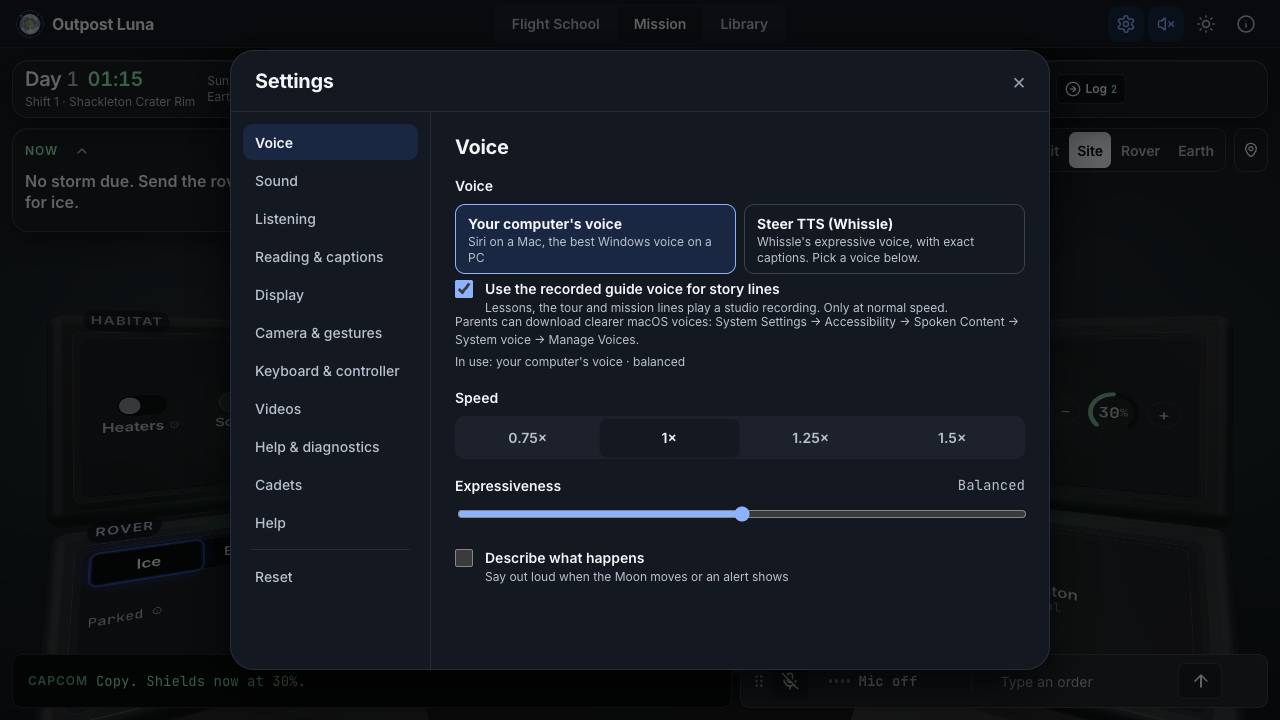 Outpost Luna
Flight School
Mission
Library
Day 1 01:15
Shift 1 · Shackleton Crater Rim
Sun
Eart
Log 2
NOW
No storm due. Send the rov
for ice.
it
Site
Rover
Earth
Settings
×
Voice
Sound
Listening
Reading & captions
Display
Camera & gestures
Keyboard & controller
Videos
Help & diagnostics
Cadets
Help
Reset
Voice
Voice
Your computer's voice
Siri on a Mac, the best Windows voice on a
PC
Steer TTS (Whissle)
Whissle's expressive voice, with exact
captions. Pick a voice below.
Use the recorded guide voice for story lines
Lessons, the tour and mission lines play a studio recording. Only at normal speed.
Parents can download clearer macOS voices: System Settings → Accessibility → Spoken Content →
System voice → Manage Voices.
In use: your computer's voice · balanced
Speed
0.75×
1×
1.25×
1.5×
Expressiveness
Balanced
Describe what happens
Say out loud when the Moon moves or an alert shows
HABITAT
Heaters
So
− 30% +
ROVER
Ice
E
Parked
ton
CAPCOM Copy. Shields now at 30%.
Mic off
Type an order